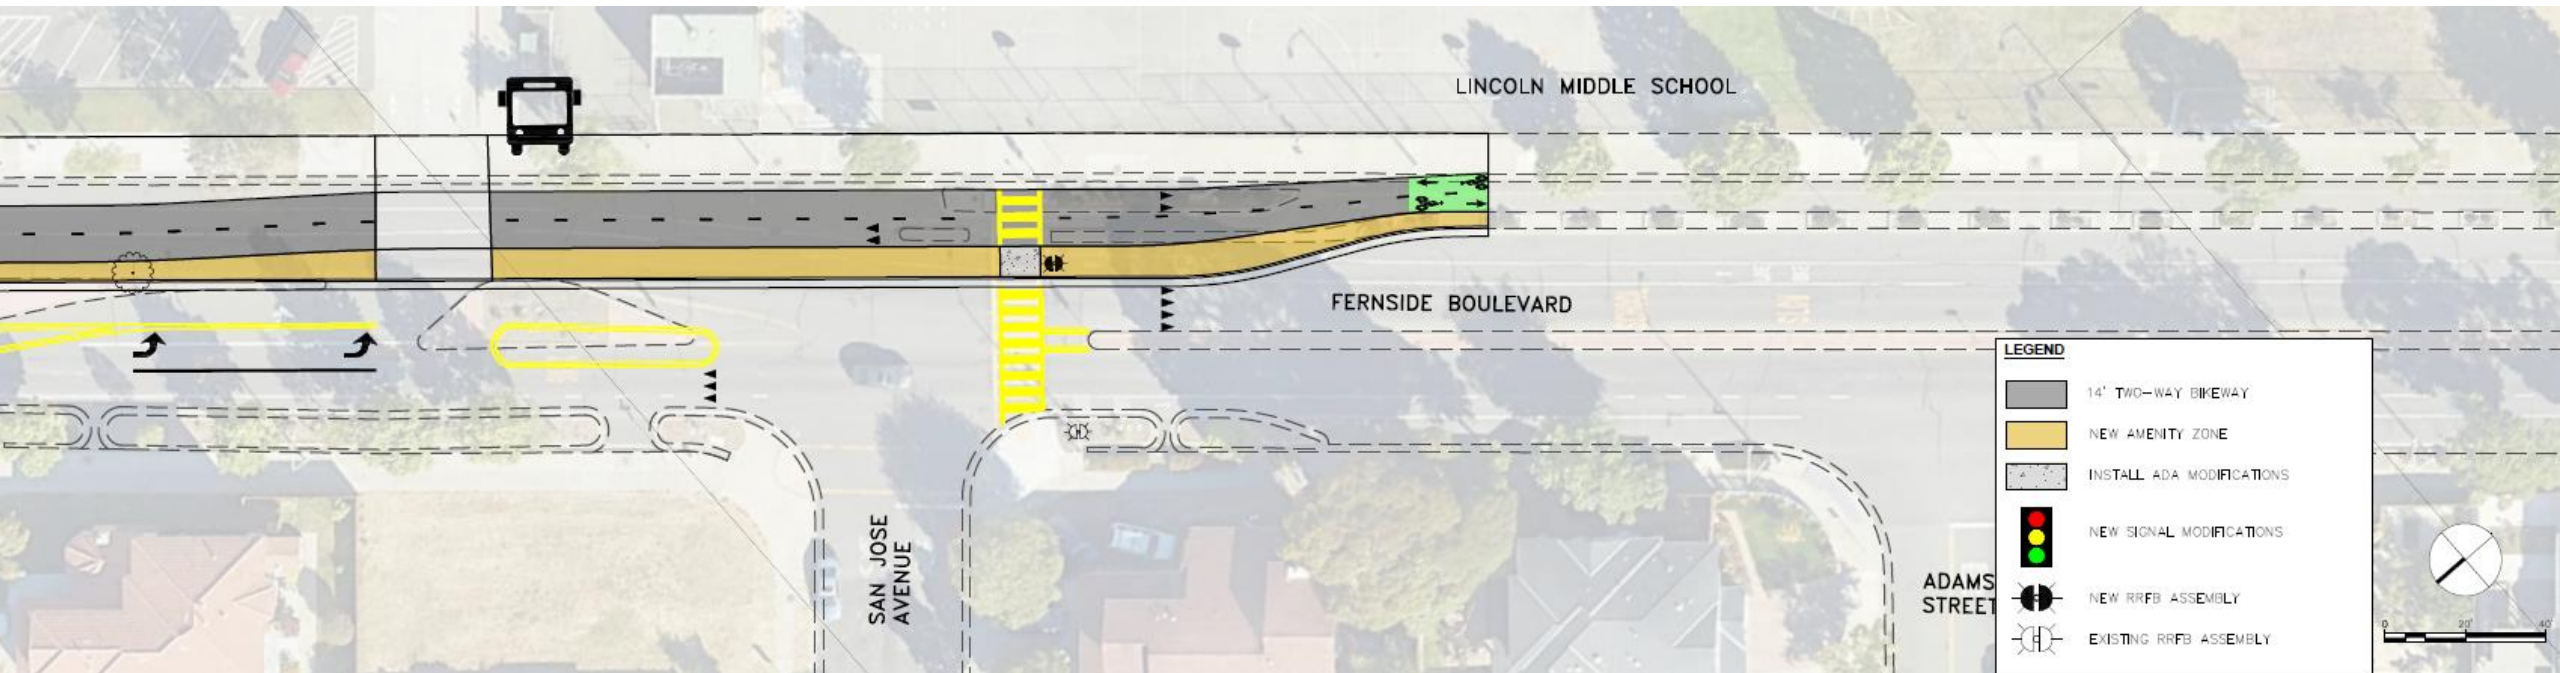 LINCOLN MIDDLE SCHOOL
FERNSIDE BOULEVARD
SAN JOSE
AVENUE
ADAMS
STREET
LEGEND
14' TWO-WAY BIKEWAY
NEW AMENITY ZONE
INSTALL ADA MODIFICATIONS
NEW SIGNAL MODIFICATIONS
NEW RRFB ASSEMBLY
EXISTING RRFB ASSEMBLY
0 20' 40'